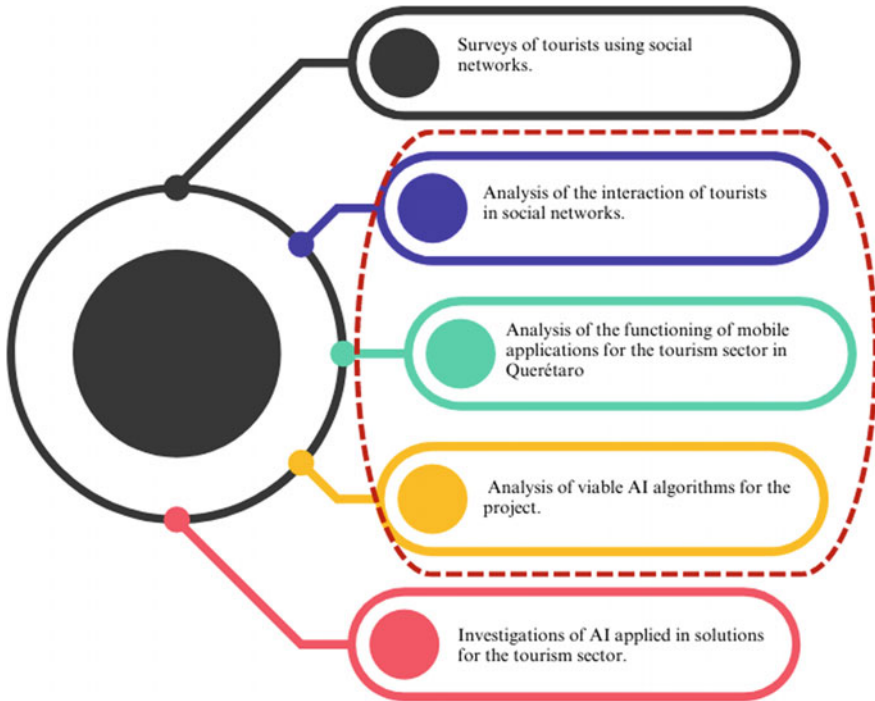 Surveys of tourists using social
networks.
Analysis of the interaction of tourists
in social networks.
Analysis of the functioning of mobile
applications for the tourism sector in
Querétaro
Analysis of viable AI algorithms for the
project.
Investigations of AI applied in solutions
for the tourism sector.